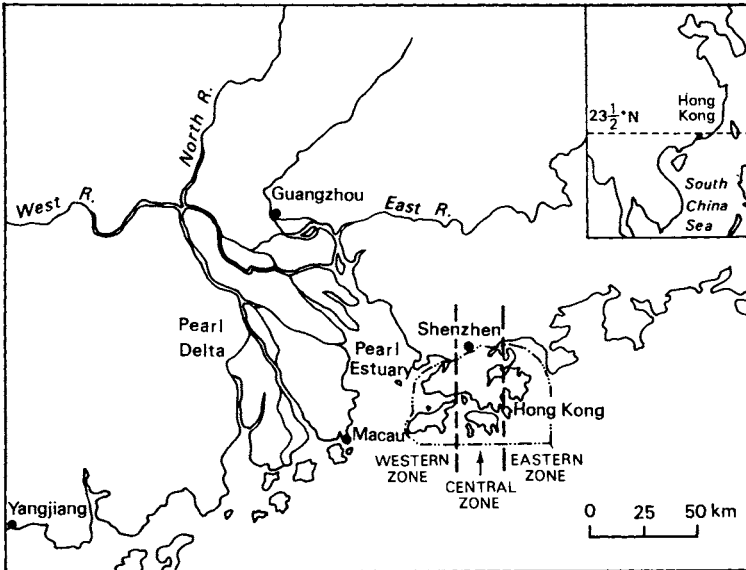 North R.
West R.
Guangzhou
East R.
23½°N
Hong
Kong
South
China
Sea
Pearl
Delta
Pearl
Estuary
Shenzhen
Hong Kong
Macau
WESTERN
ZONE
CENTRAL
ZONE
EASTERN
ZONE
Yangjiang
0 25 50 km